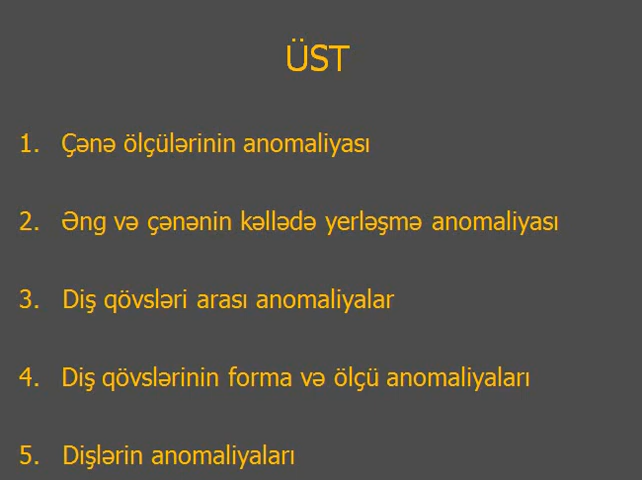 ÜST
1. Çənə ölçülərinin anomaliyası
2. Əng və çənənin kəllədə yerləşmə anomaliyası
3. Diş qövsləri arası anomaliyalar
4. Diş qövslərinin forma və ölçü anomaliyaları
5. Dişlərin anomaliyaları